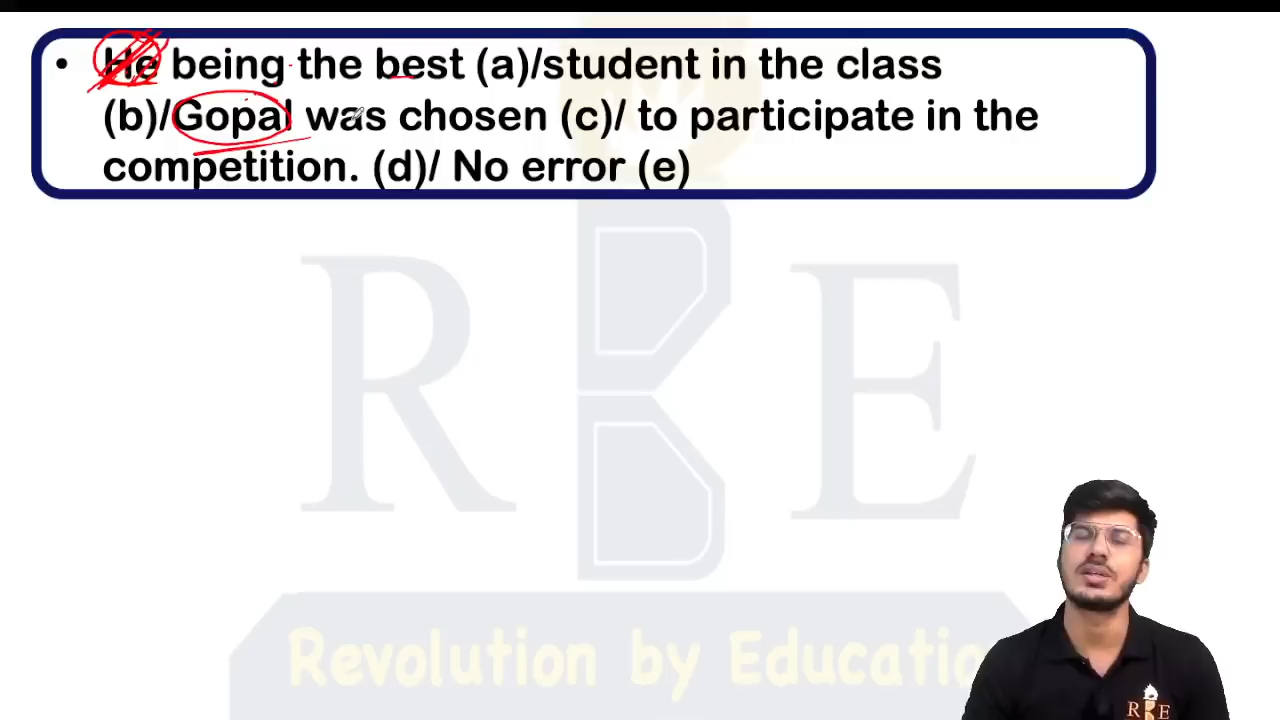 • He being the best (a)/student in the class
(b)/Gopal was chosen (c)/ to participate in the
competition. (d)/ No error (e)
R B E
Revolution by Educatio
RBE